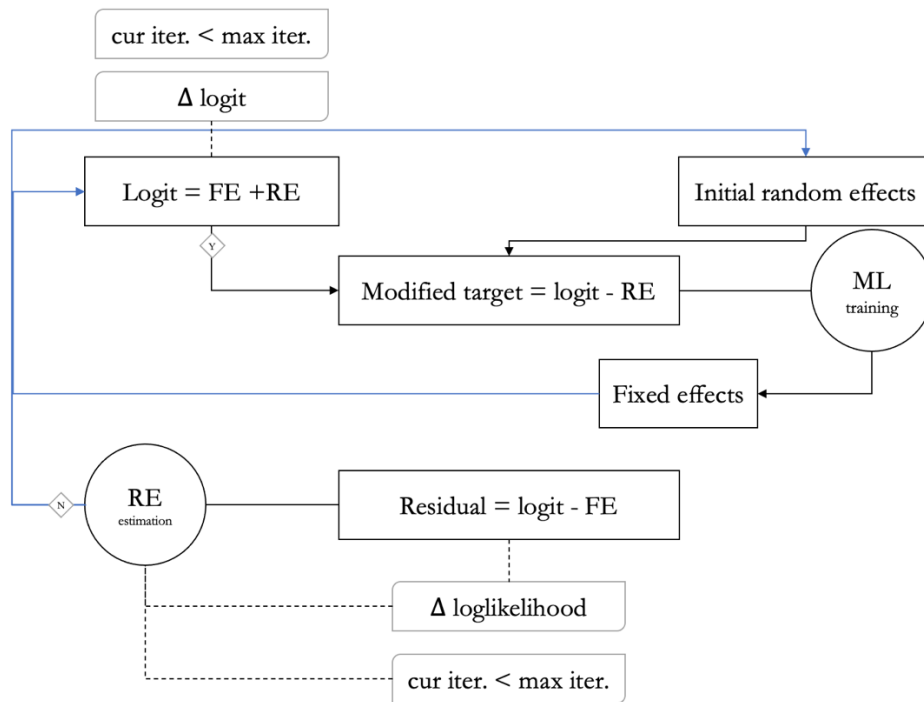 cur iter. < max iter.
Δ logit
Logit = FE +RE
Initial random effects
Y
Modified target = logit - RE
ML
training
Fixed effects
N
RE
estimation
Residual = logit - FE
Δ loglikelihood
cur iter. < max iter.